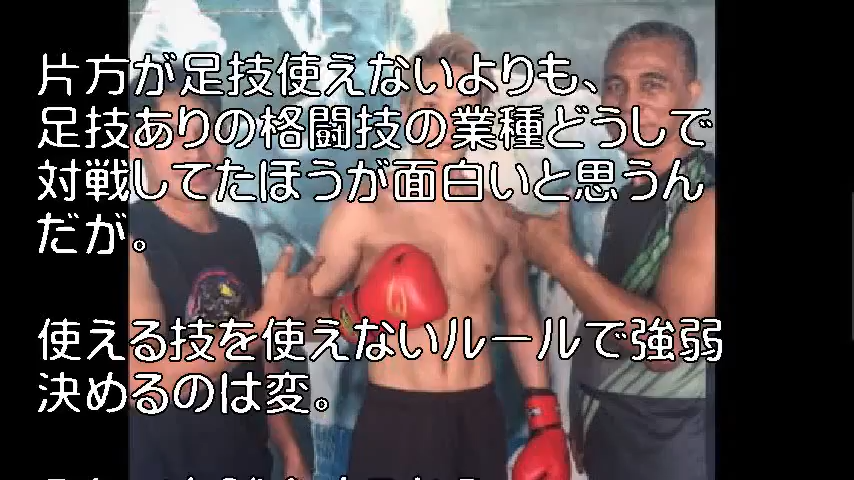 片方が足技使えないよりも、
足技ありの格闘技の業種どうしで
対戦してたほうが面白いと思うん
だが。
使える技を使えないルールで強弱
決めるのは変。